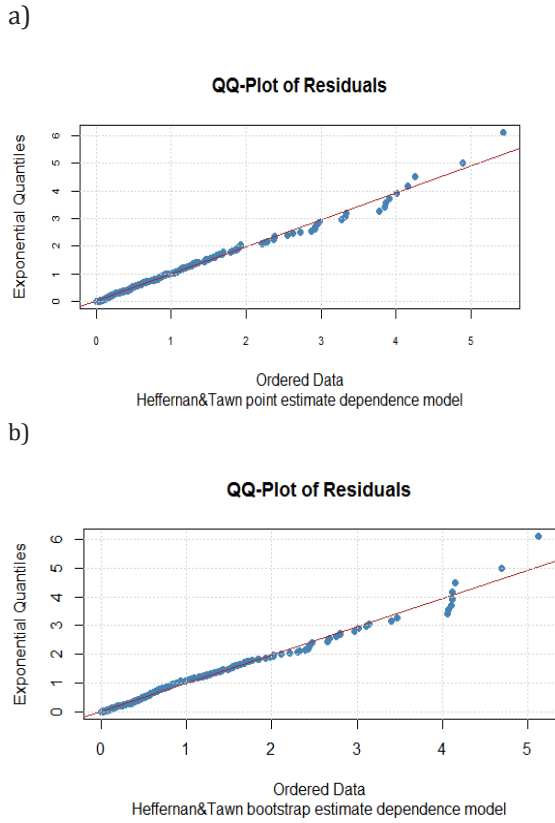 a)
QQ-Plot of Residuals
Exponential Quantiles
6
5
4
3
2
1
0
0 1 2 3 4 5
Ordered Data
Heffernan&Tawn point estimate dependence model
b)
QQ-Plot of Residuals
Exponential Quantiles
6
5
4
3
2
1
0
0 1 2 3 4 5
Ordered Data
Heffernan&Tawn bootstrap estimate dependence model